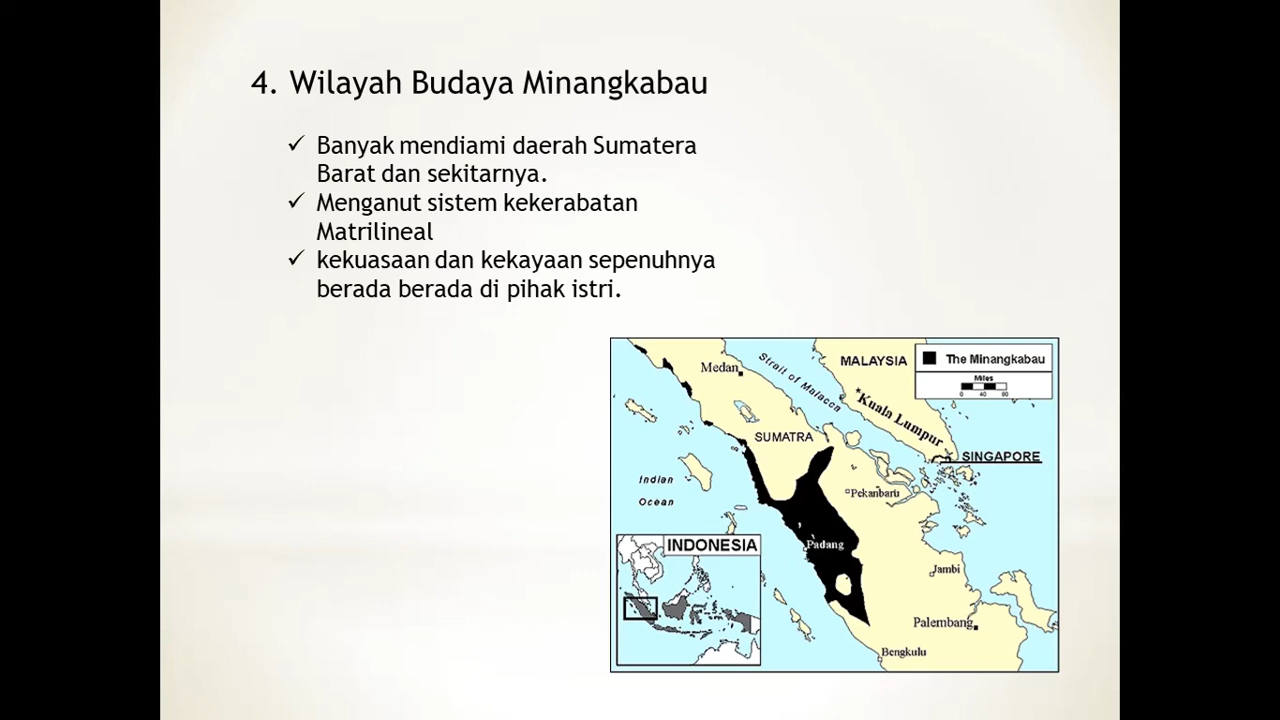 4. Wilayah Budaya Minangkabau
✓ Banyak mendiami daerah Sumatera
Barat dan sekitarnya.
✓ Menganut sistem kekerabatan
Matrilineal
✓ kekuasaan dan kekayaan sepenuhnya
berada berada di pihak istri.
Medan
Strait of Malacca
MALAYSIA
The Minangkabau
Miles
0 40 80
Kuala Lumpur
SUMATRA
SINGAPORE
Indian
Ocean
Pekanbaru
INDONESIA
Padang
Jambi
Palembang
Bengkulu